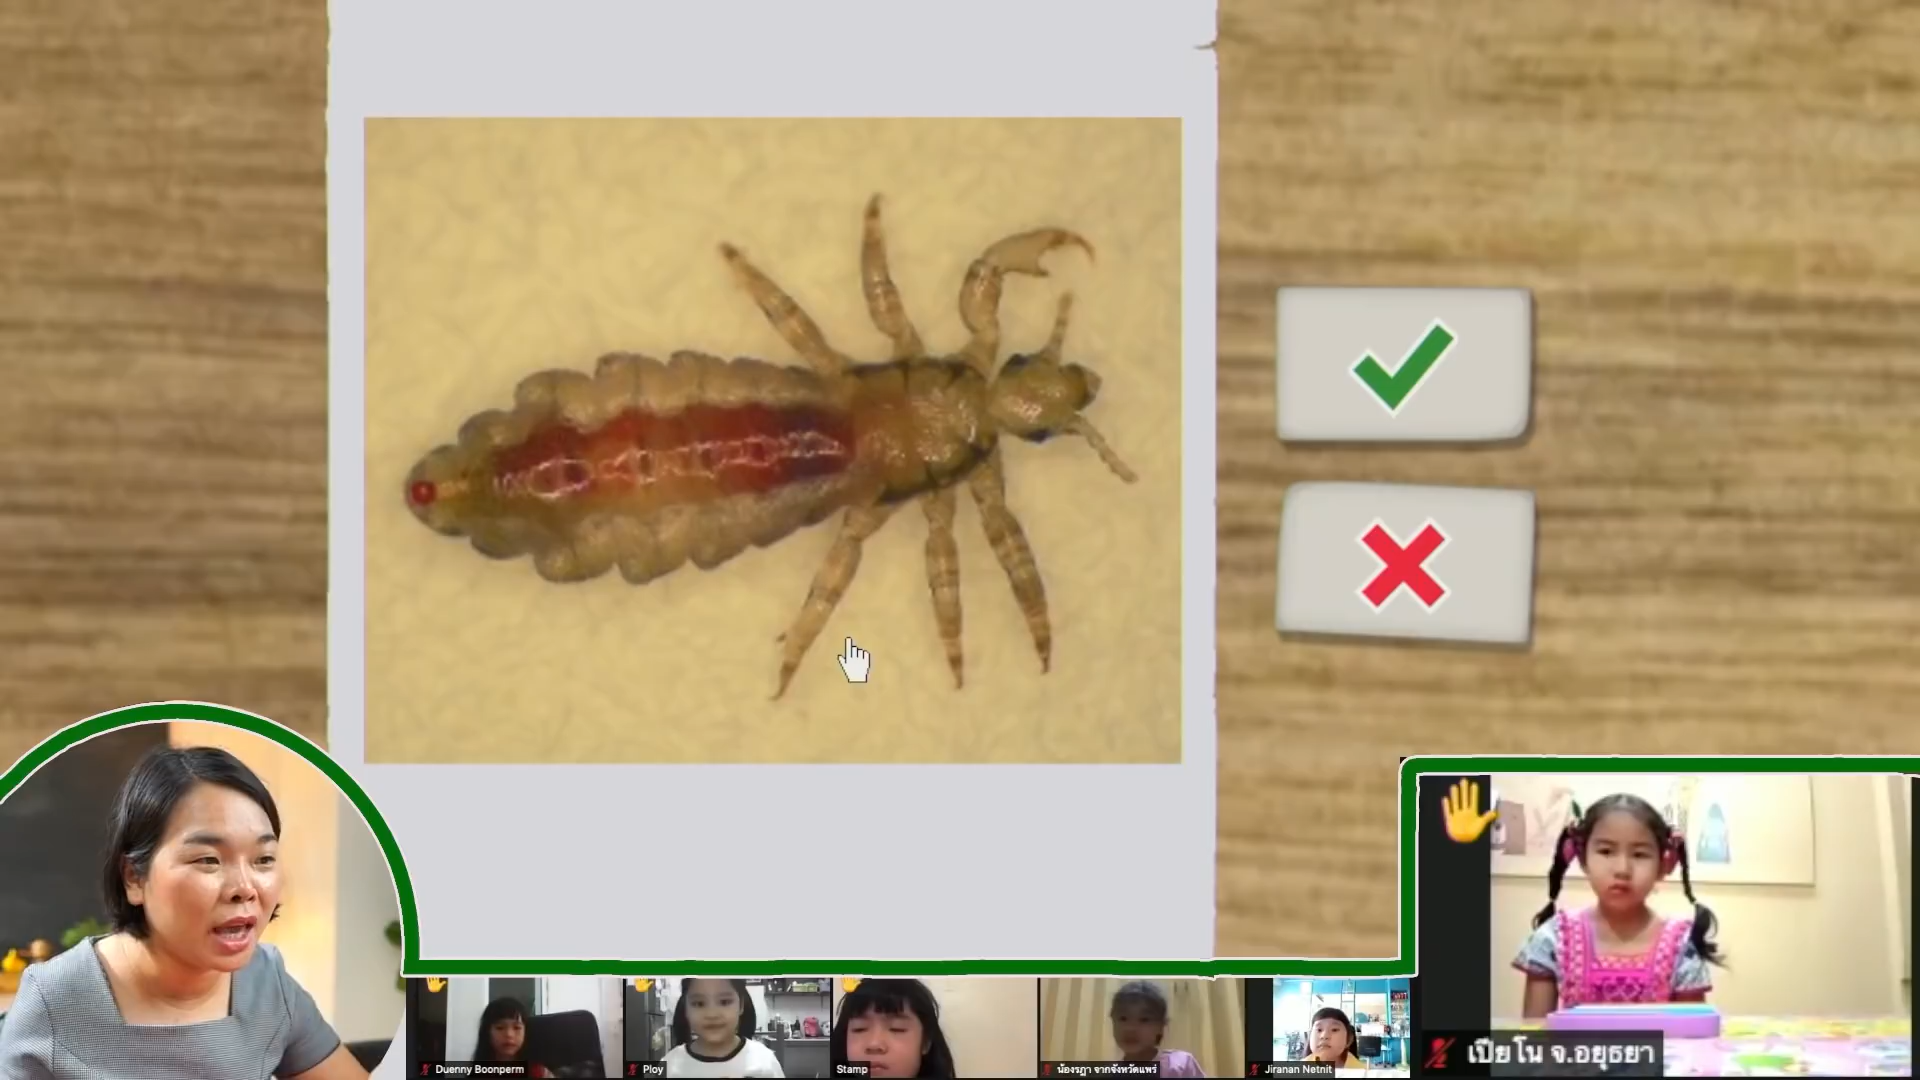 เปียโน จ.อยุธยา
Duenny Boonperm
Ploy
Stamp
น้องรฎา จากจังหวัดแพร่
Jiranan Netnit